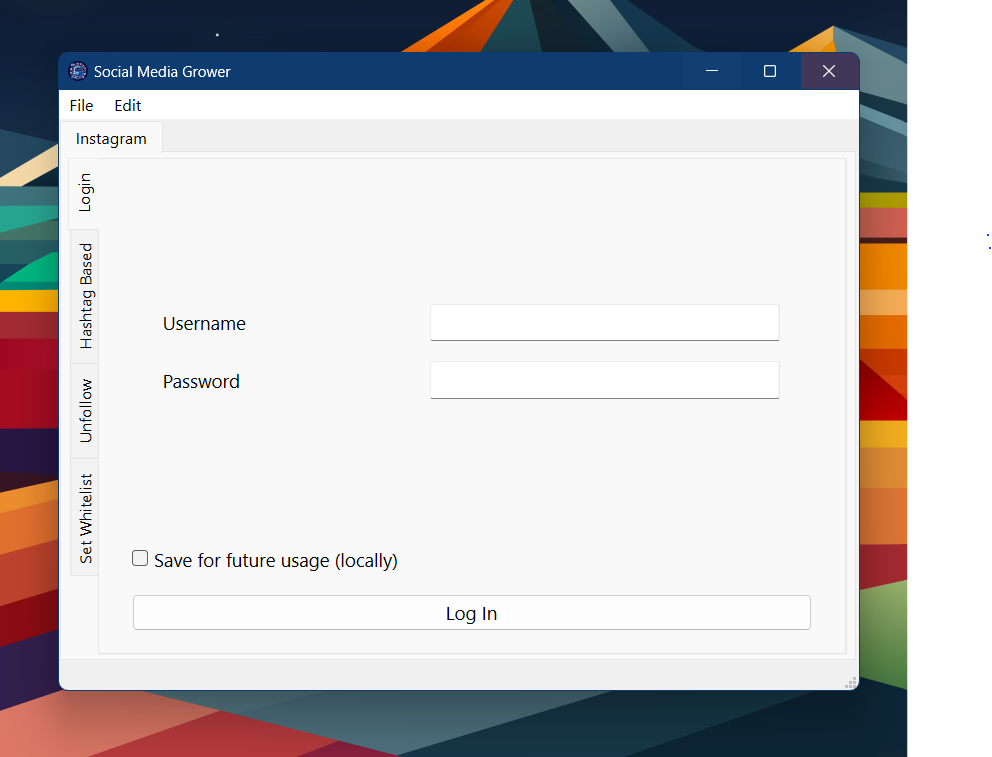 Social Media Grower
File Edit
Instagram
Login
Hashtag Based
Unfollow
Set Whitelist
Username
Password
Save for future usage (locally)
Log In